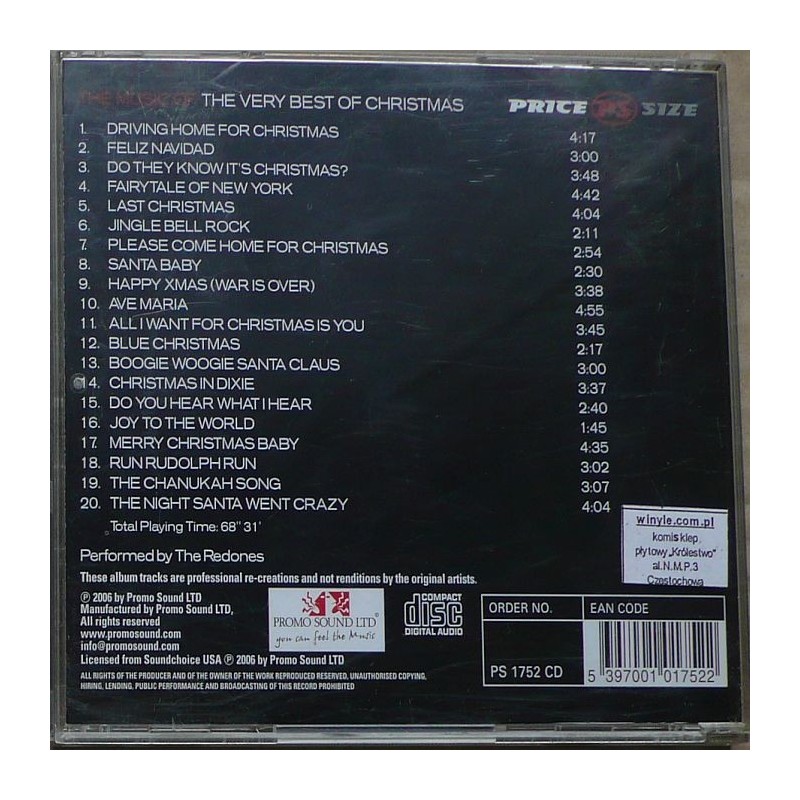 THE MUSIC OF THE VERY BEST OF CHRISTMAS PRICE PS SIZE
1. DRIVING HOME FOR CHRISTMAS 4:17
2. FELIZ NAVIDAD 3:00
3. DO THEY KNOW IT'S CHRISTMAS? 3:48
4. FAIRYTALE OF NEW YORK 4:42
5. LAST CHRISTMAS 4:04
6. JINGLE BELL ROCK 2:11
7. PLEASE COME HOME FOR CHRISTMAS 2:54
8. SANTA BABY 2:30
9. HAPPY XMAS (WAR IS OVER) 3:38
10. AVE MARIA 4:55
11. ALL I WANT FOR CHRISTMAS IS YOU 3:45
12. BLUE CHRISTMAS 2:17
13. BOOGIE WOOGIE SANTA CLAUS 3:00
14. CHRISTMAS IN DIXIE 3:37
15. DO YOU HEAR WHAT I HEAR 2:40
16. JOY TO THE WORLD 1:45
17. MERRY CHRISTMAS BABY 4:35
18. RUN RUDOLPH RUN 3:02
19. THE CHANUKAH SONG 3:07
20. THE NIGHT SANTA WENT CRAZY 4:04
Total Playing Time: 68" 31'
winyle.com.pl
komis sklep
płytowy „Królestwo"
al.N.M.P.3
Częstochowa
Performed by The Redones
These album tracks are professional re-creations and not renditions by the original artists.
℗ 2006 by Promo Sound LTD
Manufactured by Promo Sound LTD,
All rights reserved
www.promosound.com
info@promosound.com
Licensed from Soundchoice USA ℗ 2006 by Promo Sound LTD
ALL RIGHTS OF THE PRODUCER AND OF THE OWNER OF THE WORK REPRODUCED RESERVED, UNAUTHORISED COPYING,
HIRING, LENDING, PUBLIC PERFORMANCE AND BROADCASTING OF THIS RECORD PROHIBITED
PROMO SOUND LTD
you can feel the Music
COMPACT
disc
DIGITAL AUDIO
ORDER NO. EAN CODE
PS 1752 CD
5 397001 017522